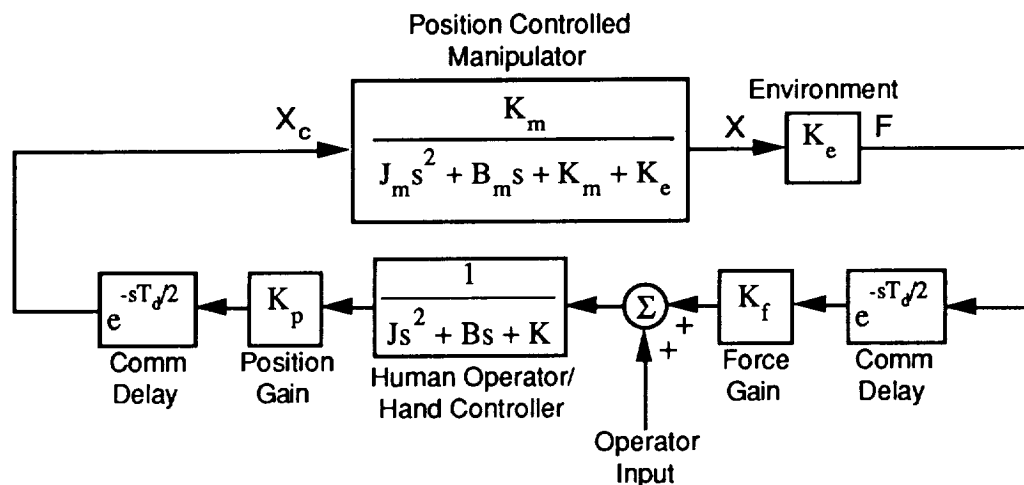 Position Controlled
Manipulator
Environment
X_c
K_m
J_m s^2 + B_m s + K_m + K_e
X
K_e
F
e^{-sT_d/2}
K_p
1
Js^2 + Bs + K
Σ
+
+
K_f
e^{-sT_d/2}
Comm
Delay
Position
Gain
Human Operator/
Hand Controller
Force
Gain
Comm
Delay
Operator
Input